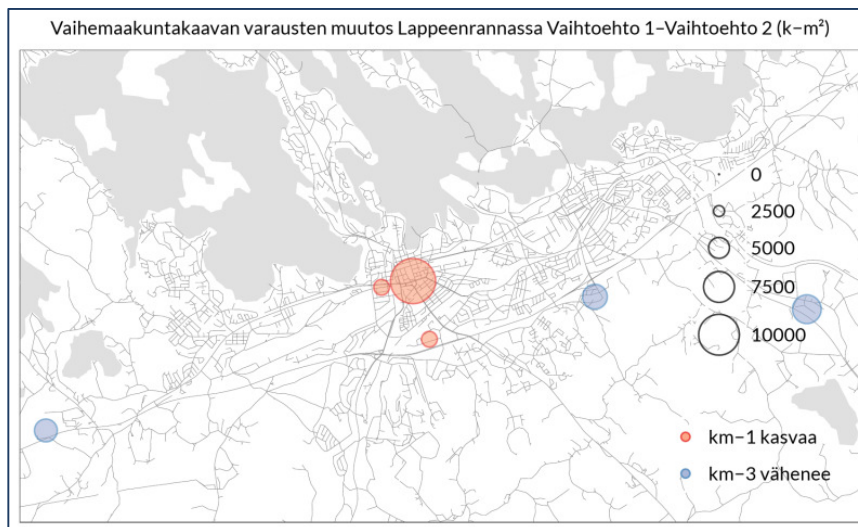 Vaihemaakuntakaavan varausten muutos Lappeenrannassa Vaihtoehto 1–Vaihtoehto 2 (k–m²)
0
2500
5000
7500
10000
km–1 kasvaa
km–3 vähenee